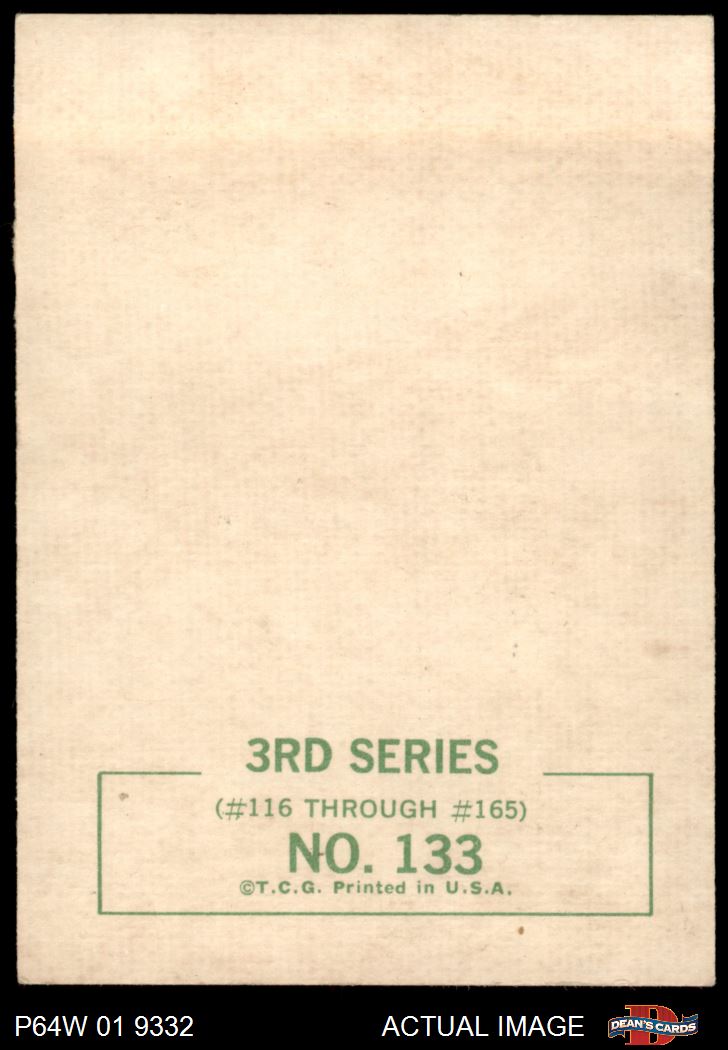 3RD SERIES
(#116 THROUGH #165)
NO. 133
©T.C.G. Printed in U.S.A.
P64W 01 9332
ACTUAL IMAGE
D
DEAN'S CARDS